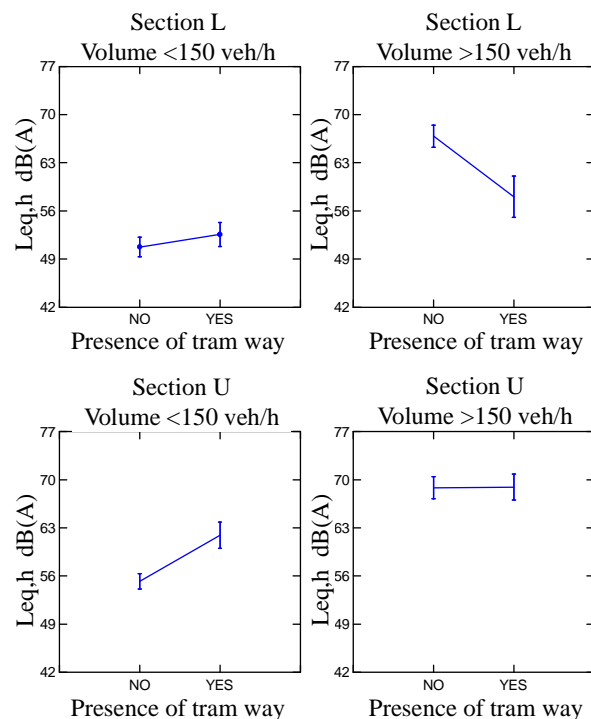 Section L
Volume <150 veh/h
77
70
63
56
49
42
Leq,h dB(A)
NO YES
Presence of tram way
Section L
Volume >150 veh/h
77
70
63
56
49
42
Leq,h dB(A)
NO YES
Presence of tram way
Section U
Volume <150 veh/h
77
70
63
56
49
42
Leq,h dB(A)
NO YES
Presence of tram way
Section U
Volume >150 veh/h
77
70
63
56
49
42
Leq,h dB(A)
NO YES
Presence of tram way